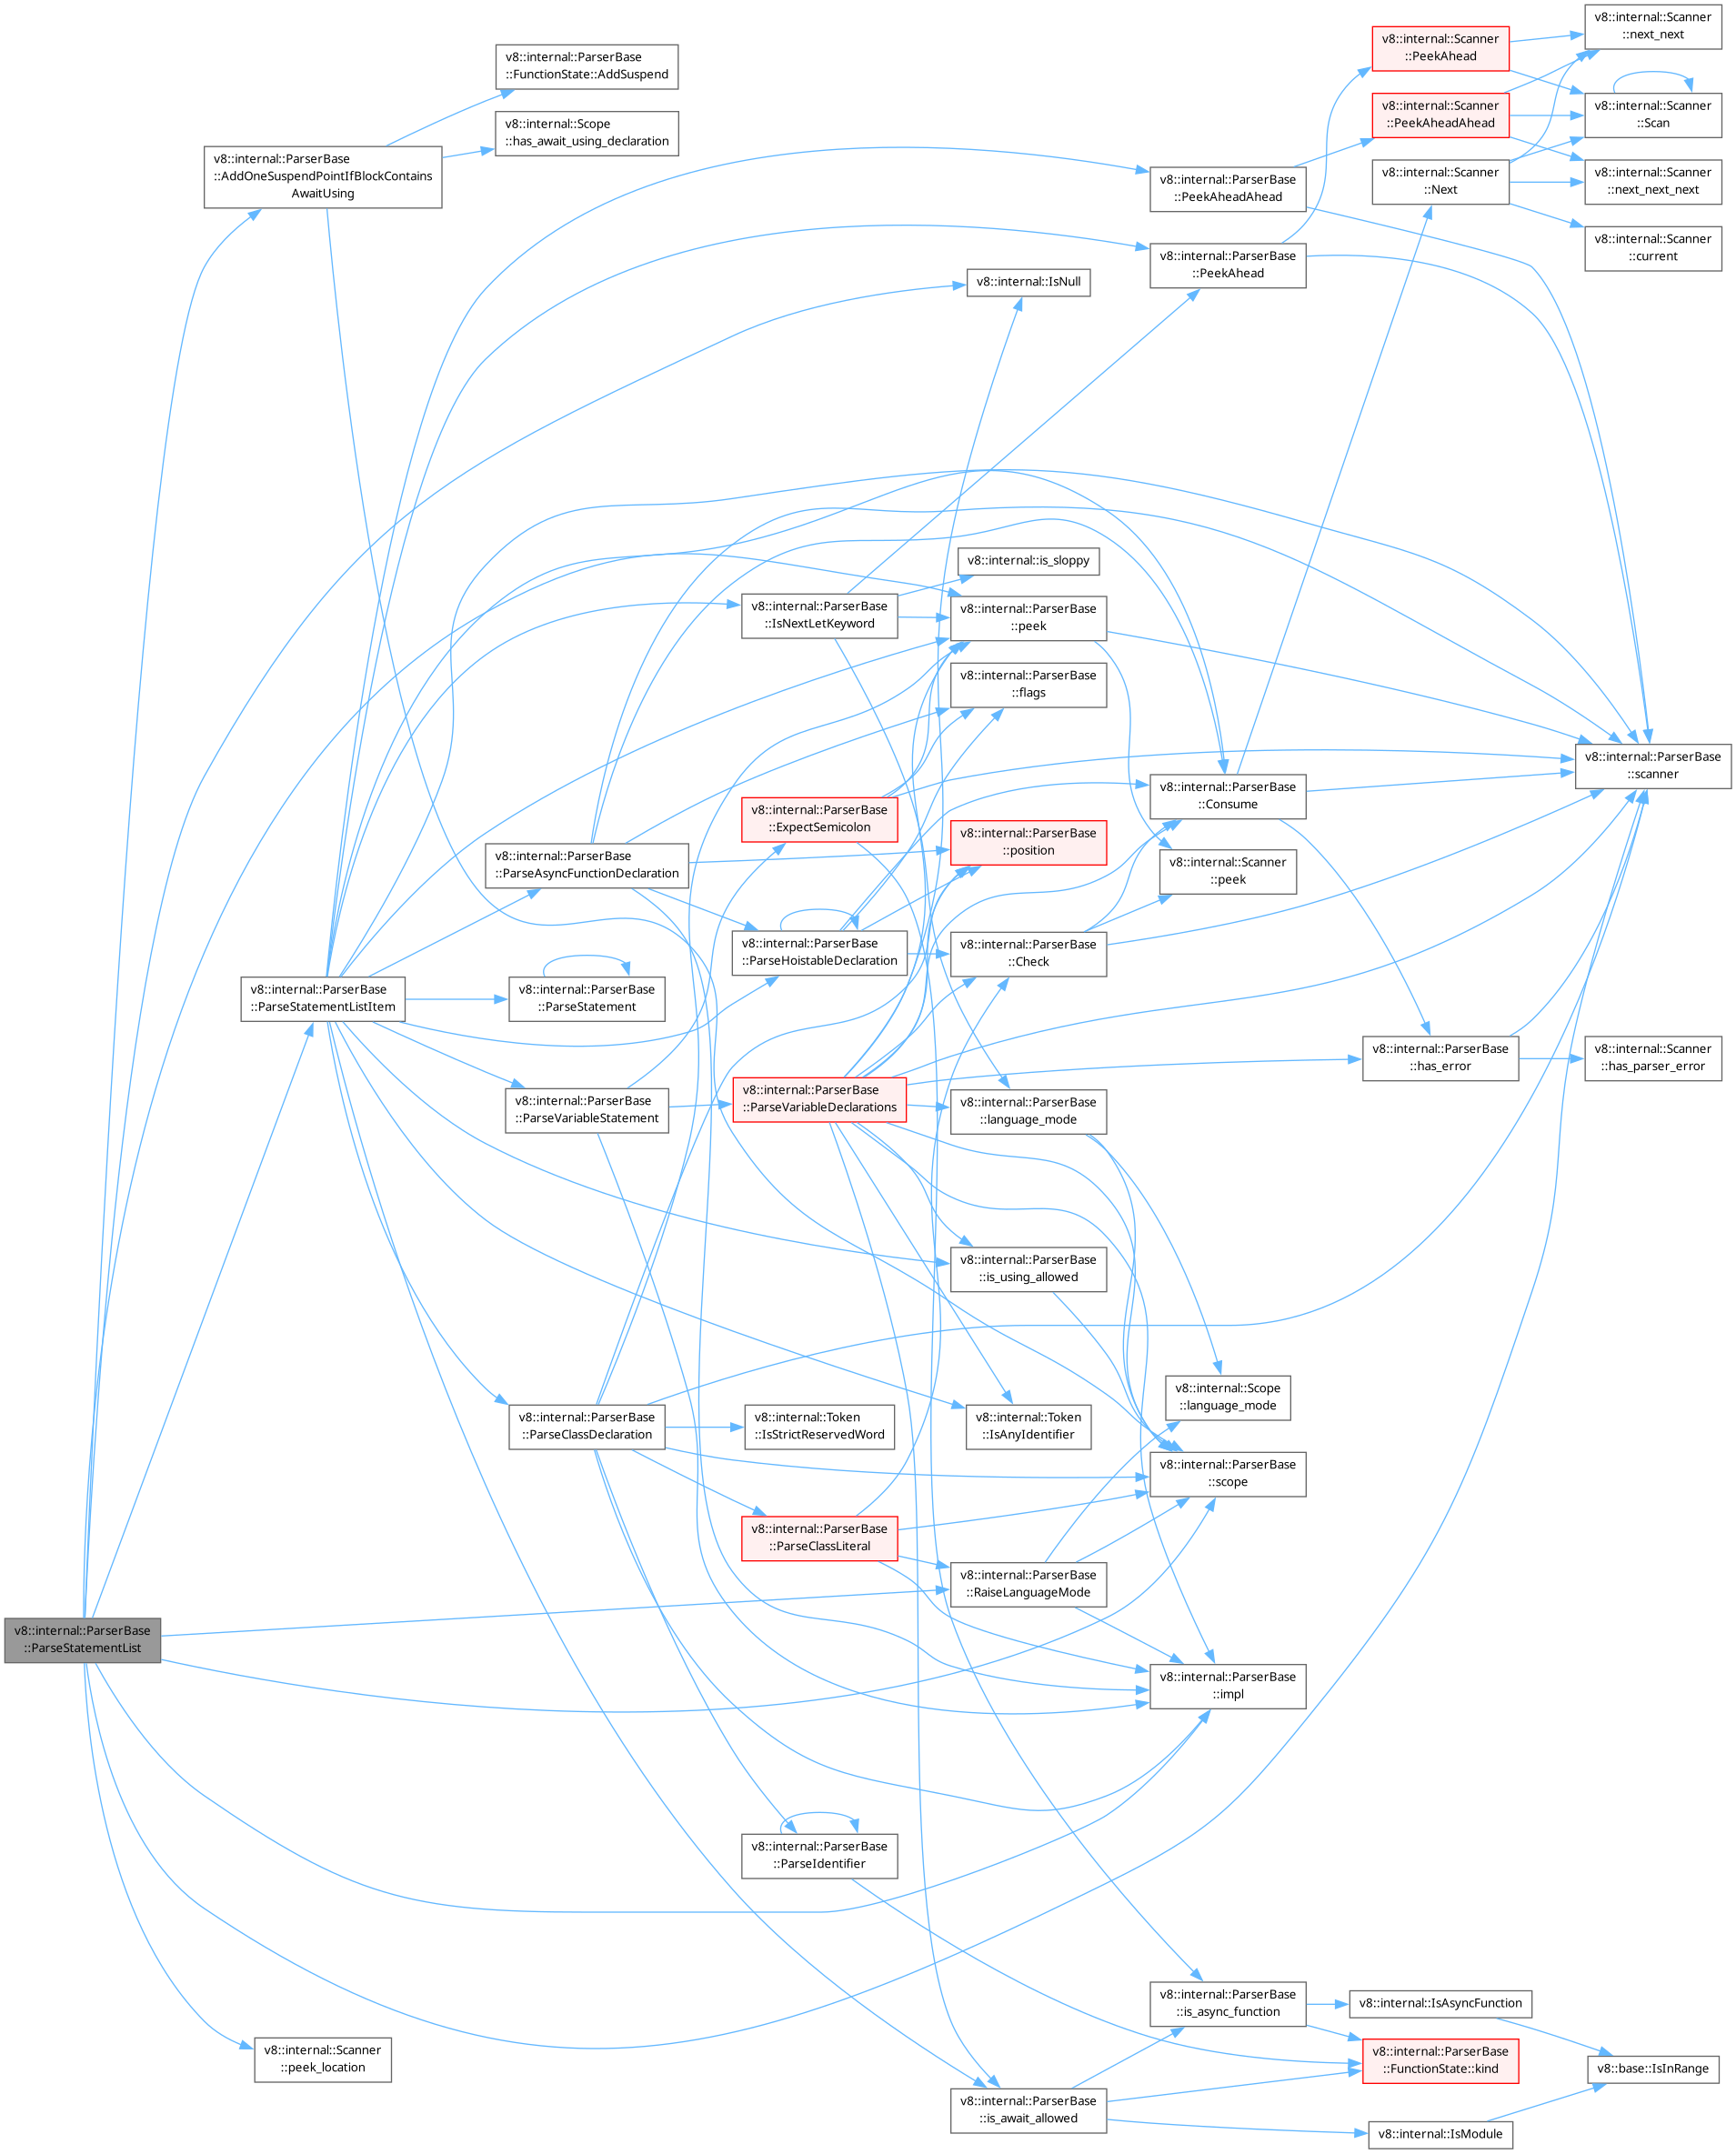 v8::internal::Scanner
::next_next
v8::internal::Scanner
::PeekAhead
v8::internal::ParserBase
::FunctionState::AddSuspend
v8::internal::Scanner
::PeekAheadAhead
v8::internal::Scanner
::Scan
v8::internal::Scope
::has_await_using_declaration
v8::internal::ParserBase
::AddOneSuspendPointIfBlockContains
AwaitUsing
v8::internal::ParserBase
::PeekAheadAhead
v8::internal::Scanner
::Next
v8::internal::Scanner
::next_next_next
v8::internal::Scanner
::current
v8::internal::ParserBase
::PeekAhead
v8::internal::IsNull
v8::internal::is_sloppy
v8::internal::ParserBase
::IsNextLetKeyword
v8::internal::ParserBase
::peek
v8::internal::ParserBase
::flags
v8::internal::ParserBase
::scanner
v8::internal::ParserBase
::ExpectSemicolon
v8::internal::ParserBase
::Consume
v8::internal::ParserBase
::position
v8::internal::ParserBase
::ParseAsyncFunctionDeclaration
v8::internal::Scanner
::peek
v8::internal::ParserBase
::ParseHoistableDeclaration
v8::internal::ParserBase
::Check
v8::internal::ParserBase
::ParseStatementListItem
v8::internal::ParserBase
::ParseStatement
v8::internal::ParserBase
::has_error
v8::internal::Scanner
::has_parser_error
v8::internal::ParserBase
::ParseVariableStatement
v8::internal::ParserBase
::ParseVariableDeclarations
v8::internal::ParserBase
::language_mode
v8::internal::ParserBase
::is_using_allowed
v8::internal::Scope
::language_mode
v8::internal::ParserBase
::ParseClassDeclaration
v8::internal::Token
::IsStrictReservedWord
v8::internal::Token
::IsAnyIdentifier
v8::internal::ParserBase
::scope
v8::internal::ParserBase
::ParseClassLiteral
v8::internal::ParserBase
::RaiseLanguageMode
v8::internal::ParserBase
::ParseStatementList
v8::internal::ParserBase
::impl
v8::internal::ParserBase
::ParseIdentifier
v8::internal::ParserBase
::is_async_function
v8::internal::IsAsyncFunction
v8::internal::Scanner
::peek_location
v8::internal::ParserBase
::FunctionState::kind
v8::base::IsInRange
v8::internal::ParserBase
::is_await_allowed
v8::internal::IsModule